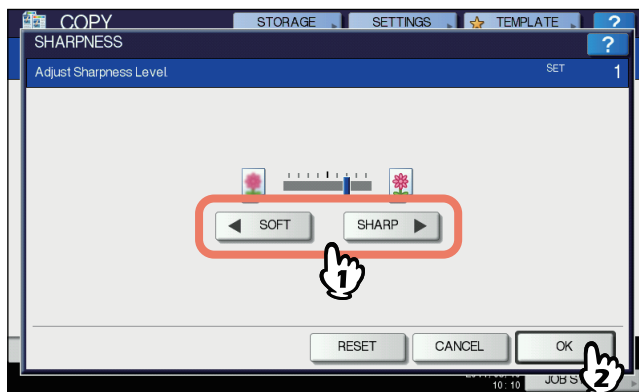 COPY STORAGE SETTINGS TEMPLATE ?
SHARPNESS ?
Adjust Sharpness Level. SET 1
SOFT SHARP
1
RESET CANCEL OK
2
10:10 JOB S